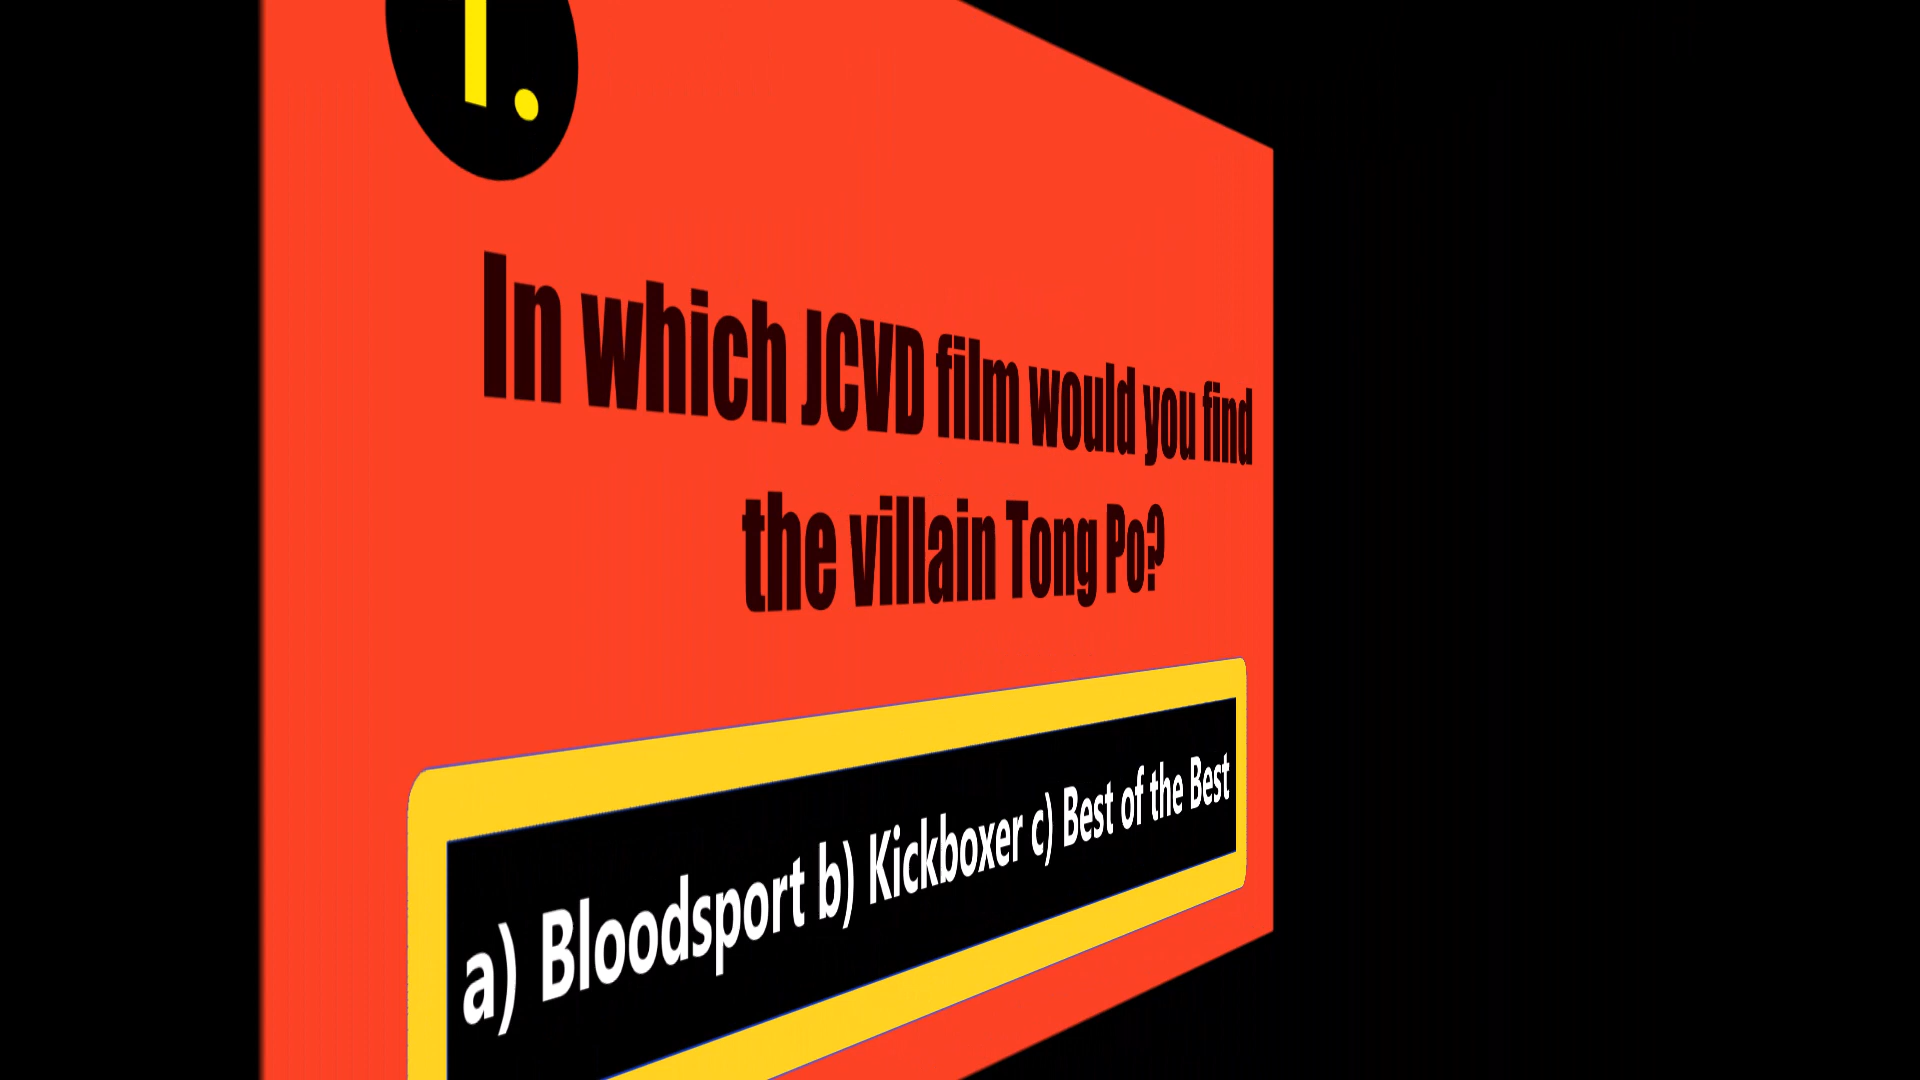 1.
In which JCVD film would you find
the villain Tong Po?
a) Bloodsport b) Kickboxer c) Best of the Best